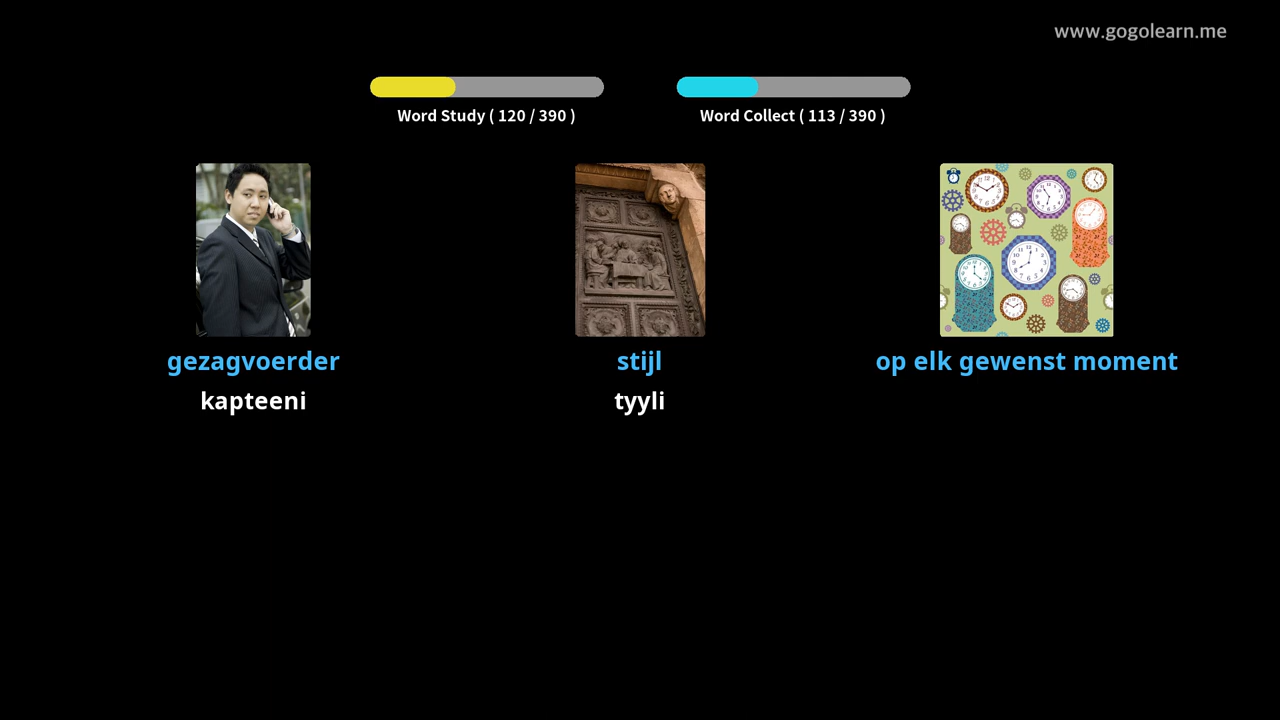 www.gogolearn.me
Word Study ( 120 / 390 )
Word Collect ( 113 / 390 )
gezagvoerder
kapteeni
stijl
tyyli
op elk gewenst moment